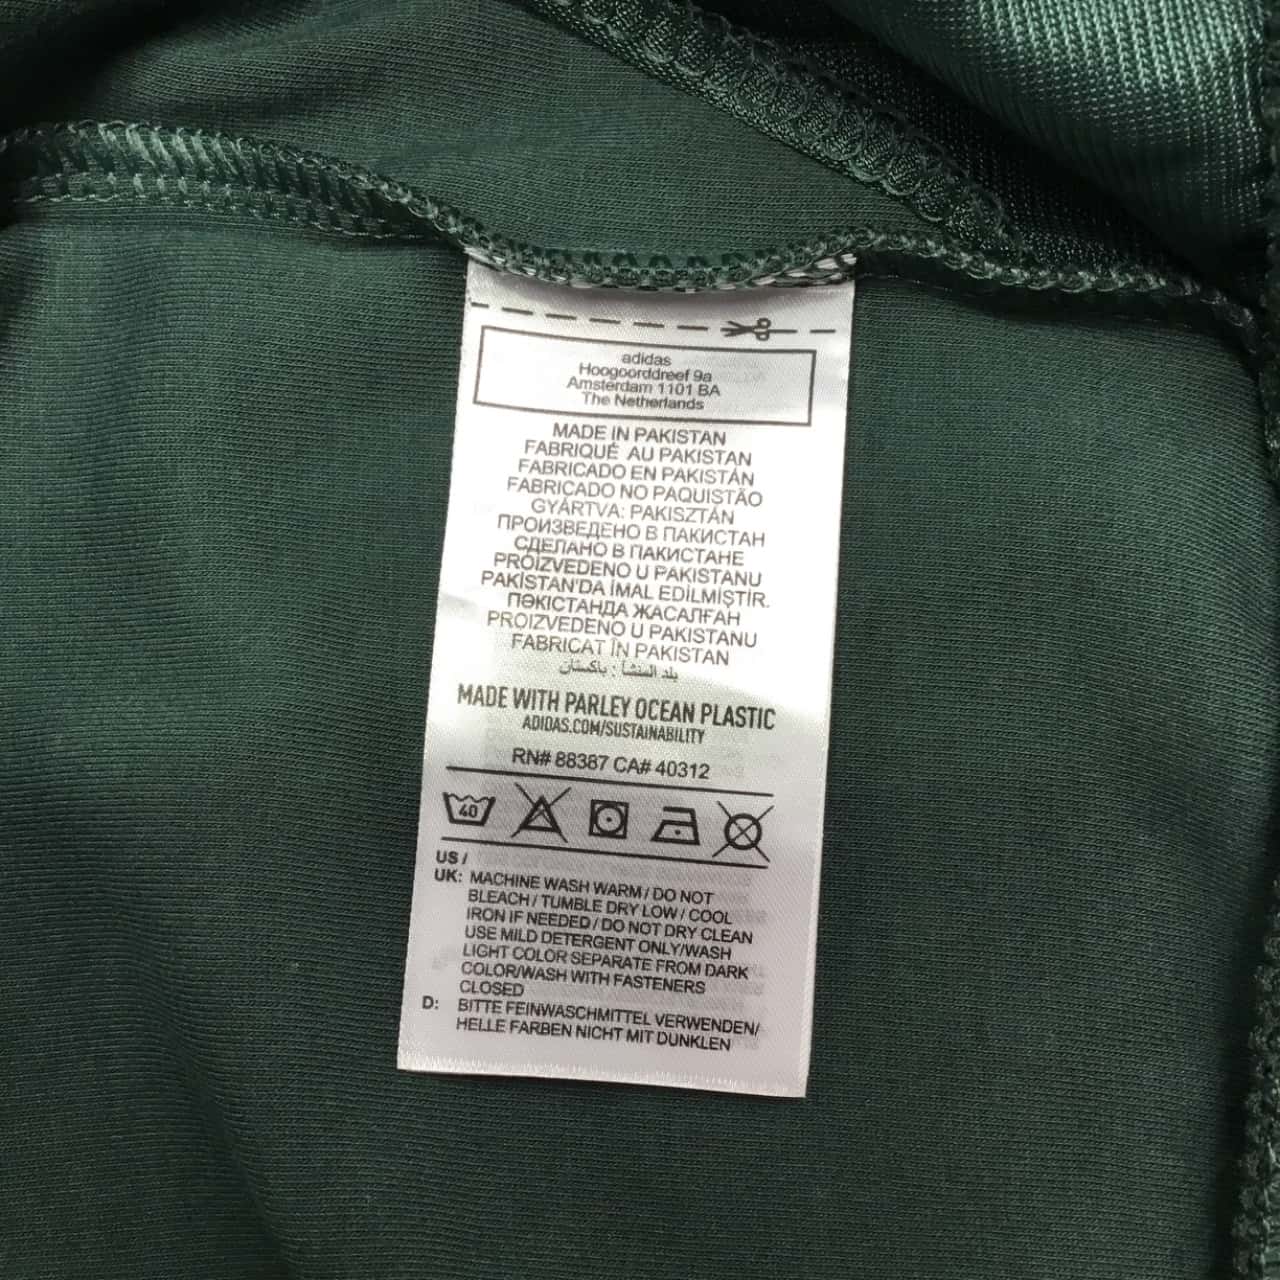 adidas
Hoogoorddreef 9a
Amsterdam 1101 BA
The Netherlands
MADE IN PAKISTAN
FABRIQUÉ AU PAKISTAN
FABRICADO EN PAKISTÁN
FABRICADO NO PAQUISTÃO
GYÁRTVA: PAKISZTÁN
ПРОИЗВЕДЕНО В ПАКИСТАН
СДЕЛАНО В ПАКИСТАНЕ
PROIZVEDENO U PAKISTANU
PAKİSTAN'DA İMAL EDİLMİŞTİR.
ПӘКІСТАНДА ЖАСАЛҒАН
PROIZVEDENO U PAKISTANU
FABRICAT ÎN PAKISTAN
بلد المنشأ : باكستان
MADE WITH PARLEY OCEAN PLASTIC
ADIDAS.COM/SUSTAINABILITY
RN# 88387 CA# 40312
40
US /
UK: MACHINE WASH WARM / DO NOT
BLEACH / TUMBLE DRY LOW / COOL
IRON IF NEEDED / DO NOT DRY CLEAN
USE MILD DETERGENT ONLY/WASH
LIGHT COLOR SEPARATE FROM DARK
COLOR/WASH WITH FASTENERS
CLOSED
D: BITTE FEINWASCHMITTEL VERWENDEN/
HELLE FARBEN NICHT MIT DUNKLEN